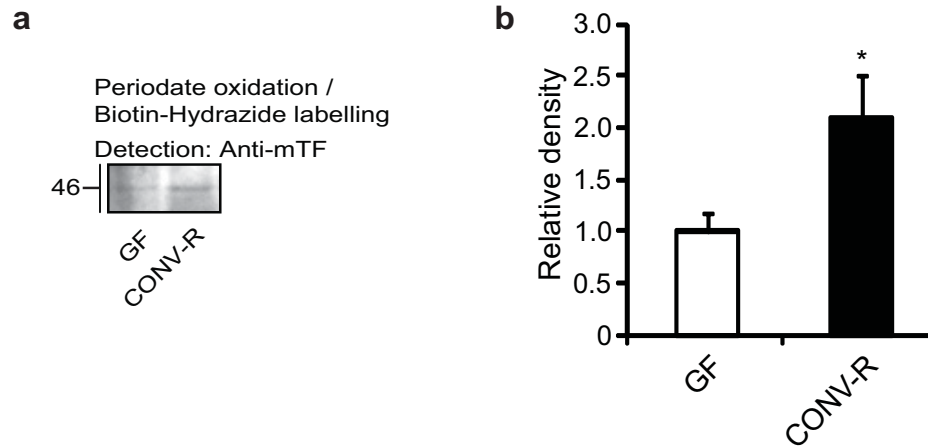 a
Periodate oxidation /
Biotin-Hydrazide labelling
Detection: Anti-mTF
46
GF
CONV-R
b
Relative density
3.0
2.5
2.0
1.5
1.0
0.5
0
*
GF
CONV-R